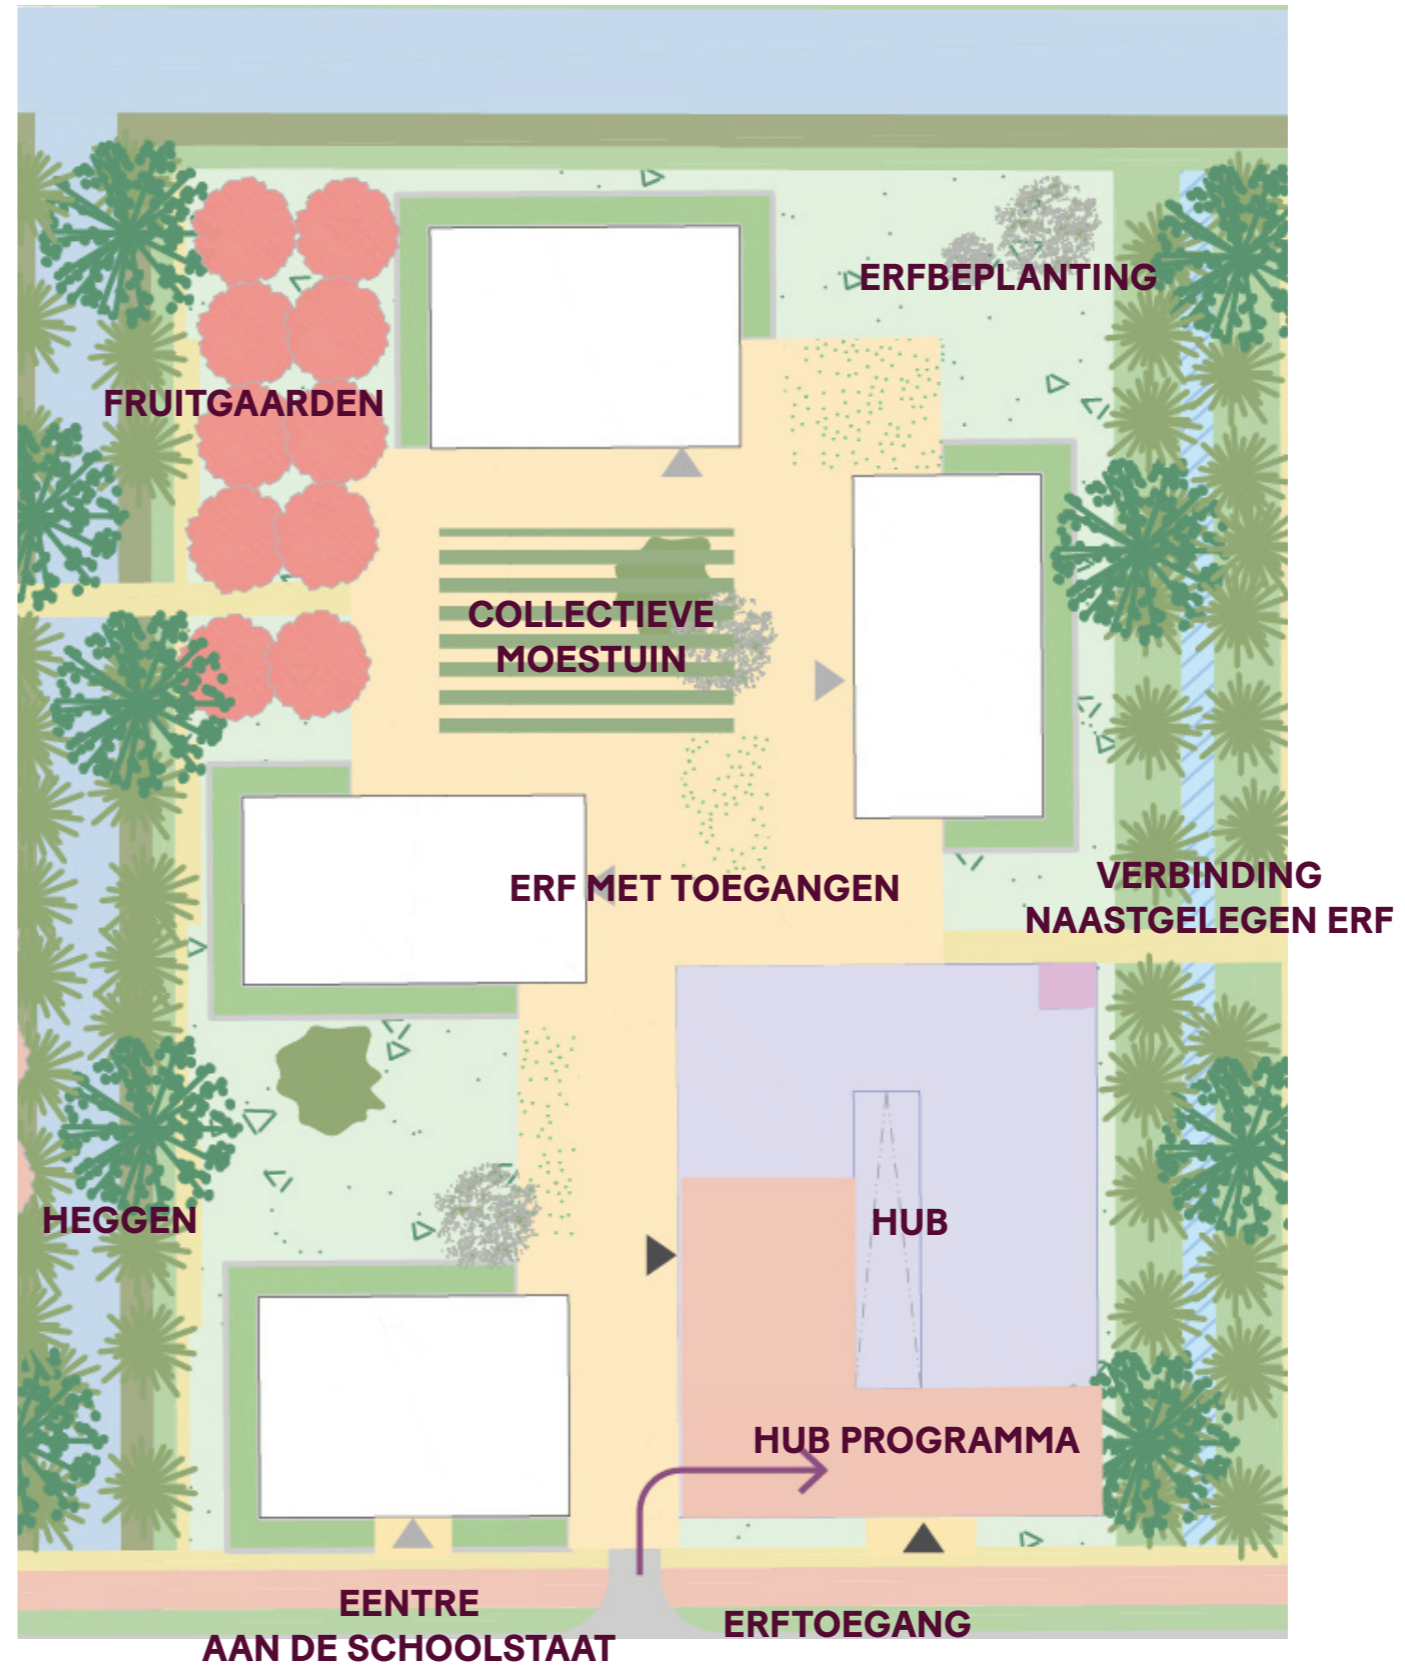 ERFBEPLANTING
FRUITGAARDEN
COLLECTIEVE
MOESTUIN
ERF MET TOEGANGEN
VERBINDING
NAASTGELEGEN ERF
HEGGEN
HUB
HUB PROGRAMMA
EENTRE
AAN DE SCHOOLSTAAT
ERFTOEGANG